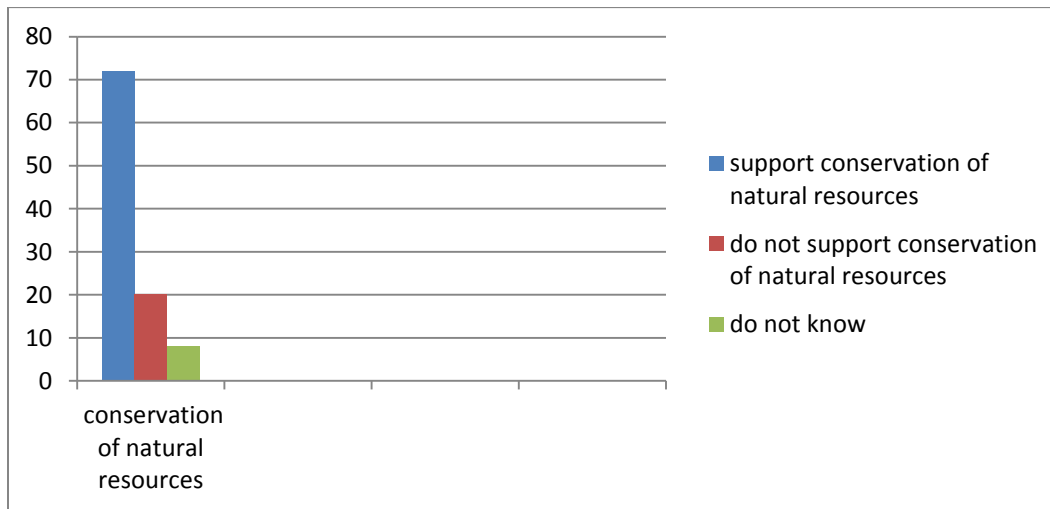 80
70
60
50
40
30
20
10
0
conservation
of natural
resources
support conservation of
natural resources
do not support conservation
of natural resources
do not know